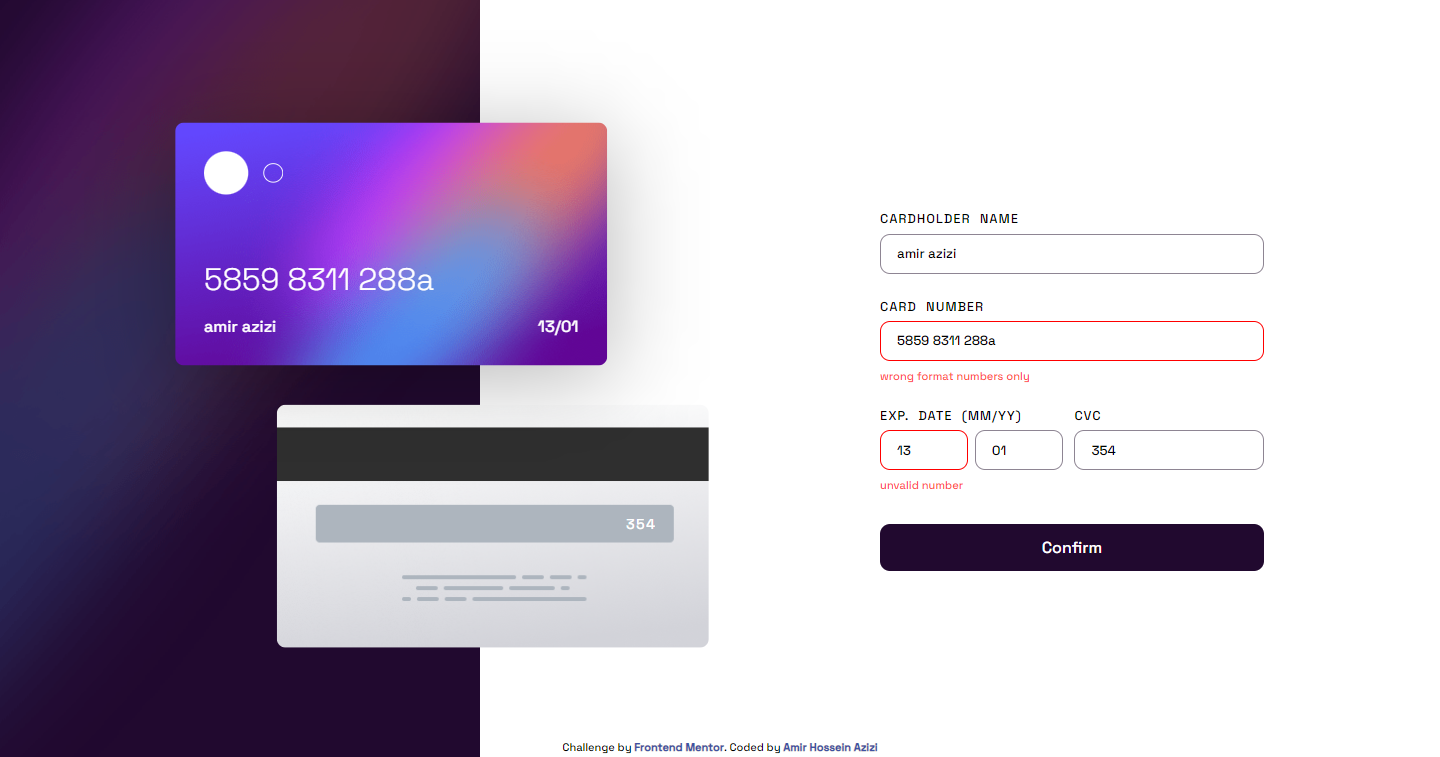 5859 8311 288a
amir azizi
13/01
354
CARDHOLDER NAME
amir azizi
CARD NUMBER
5859 8311 288a
wrong format numbers only
EXP. DATE (MM/YY)
CVC
13
01
354
unvalid number
Confirm
Challenge by Frontend Mentor. Coded by Amir Hossein Azizi